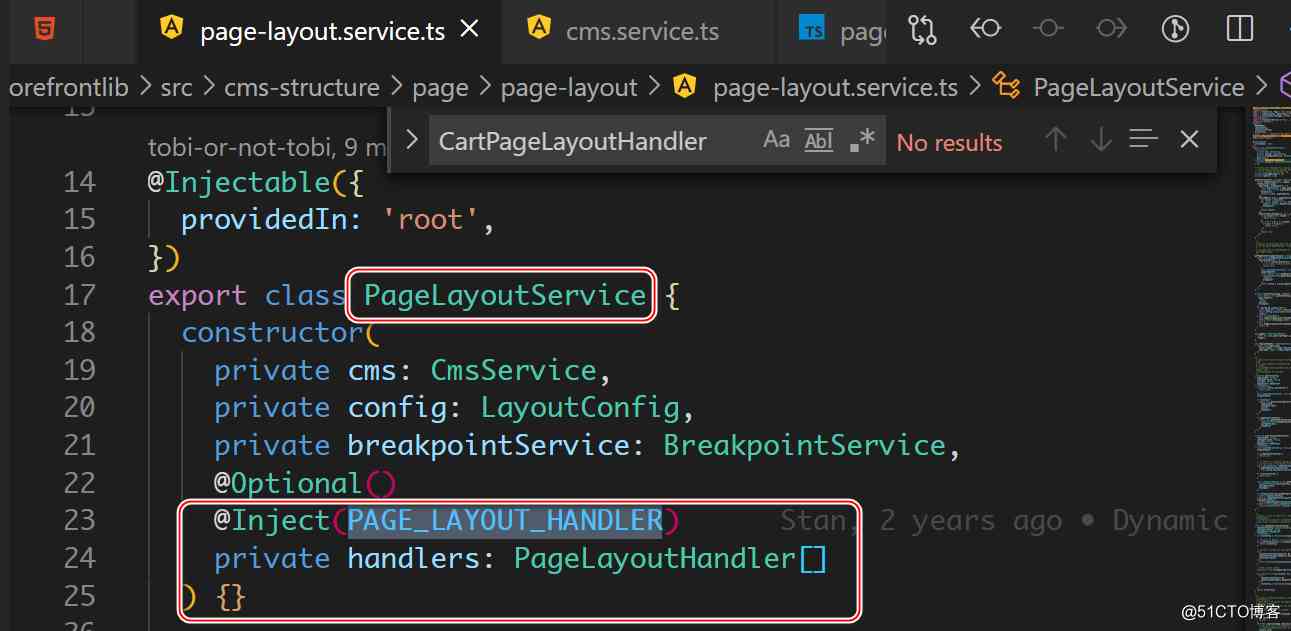 page-layout.service.ts
cms.service.ts
TS page
orefrontlib > src > cms-structure > page > page-layout > page-layout.service.ts > PageLayoutService >
CartPageLayoutHandler Aa Abl .* No results
tobi-or-not-tobi, 9 m
14 @Injectable({
15 providedIn: 'root',
16 })
17 export class PageLayoutService {
18 constructor(
19 private cms: CmsService,
20 private config: LayoutConfig,
21 private breakpointService: BreakpointService,
22 @Optional()
23 @Inject(PAGE_LAYOUT_HANDLER) Stan, 2 years ago • Dynamic
24 private handlers: PageLayoutHandler[]
25 ) {}
@51CTO博客